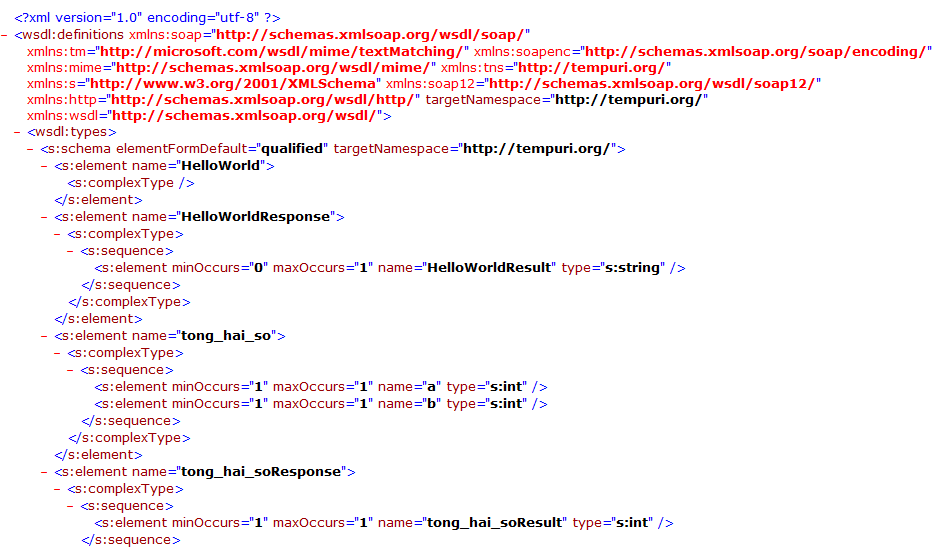 <?xml version="1.0" encoding="utf-8" ?>
- <wsdl:definitions xmlns:soap="http://schemas.xmlsoap.org/wsdl/soap/"
xmlns:tm="http://microsoft.com/wsdl/mime/textMatching/" xmlns:soapenc="http://schemas.xmlsoap.org/soap/encoding/"
xmlns:mime="http://schemas.xmlsoap.org/wsdl/mime/" xmlns:tns="http://tempuri.org/"
xmlns:s="http://www.w3.org/2001/XMLSchema" xmlns:soap12="http://schemas.xmlsoap.org/wsdl/soap12/"
xmlns:http="http://schemas.xmlsoap.org/wsdl/http/" targetNamespace="http://tempuri.org/"
xmlns:wsdl="http://schemas.xmlsoap.org/wsdl/">
- <wsdl:types>
- <s:schema elementFormDefault="qualified" targetNamespace="http://tempuri.org/">
- <s:element name="HelloWorld">
<s:complexType />
</s:element>
- <s:element name="HelloWorldResponse">
- <s:complexType>
- <s:sequence>
<s:element minOccurs="0" maxOccurs="1" name="HelloWorldResult" type="s:string" />
</s:sequence>
</s:complexType>
</s:element>
- <s:element name="tong_hai_so">
- <s:complexType>
- <s:sequence>
<s:element minOccurs="1" maxOccurs="1" name="a" type="s:int" />
<s:element minOccurs="1" maxOccurs="1" name="b" type="s:int" />
</s:sequence>
</s:complexType>
</s:element>
- <s:element name="tong_hai_soResponse">
- <s:complexType>
- <s:sequence>
<s:element minOccurs="1" maxOccurs="1" name="tong_hai_soResult" type="s:int" />
</s:sequence>